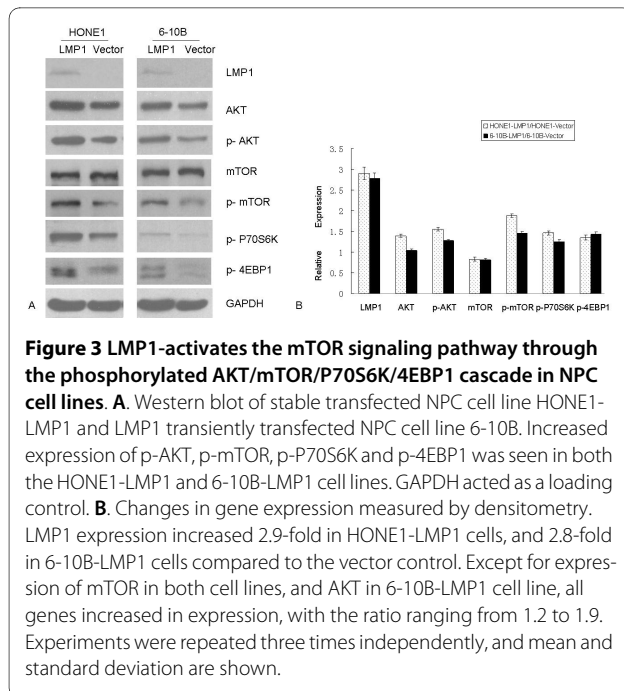 HONE1 6-10B
LMP1 Vector LMP1 Vector
LMP1
AKT
p- AKT
mTOR
p- mTOR
p- P70S6K
p- 4EBP1
A GAPDH
HONE1-LMP1/HONE1-Vector
6-10B-LMP1/6-10B-Vector
Relative Expression
3.5
3
2.5
2
1.5
1
0.5
0
LMP1 AKT p-AKT mTOR p-mTOR p-P70S6K p-4EBP1
B
Figure 3 LMP1-activates the mTOR signaling pathway through
the phosphorylated AKT/mTOR/P70S6K/4EBP1 cascade in NPC
cell lines. A. Western blot of stable transfected NPC cell line HONE1-
LMP1 and LMP1 transiently transfected NPC cell line 6-10B. Increased
expression of p-AKT, p-mTOR, p-P70S6K and p-4EBP1 was seen in both
the HONE1-LMP1 and 6-10B-LMP1 cell lines. GAPDH acted as a loading
control. B. Changes in gene expression measured by densitometry.
LMP1 expression increased 2.9-fold in HONE1-LMP1 cells, and 2.8-fold
in 6-10B-LMP1 cells compared to the vector control. Except for expres-
sion of mTOR in both cell lines, and AKT in 6-10B-LMP1 cell line, all
genes increased in expression, with the ratio ranging from 1.2 to 1.9.
Experiments were repeated three times independently, and mean and
standard deviation are shown.